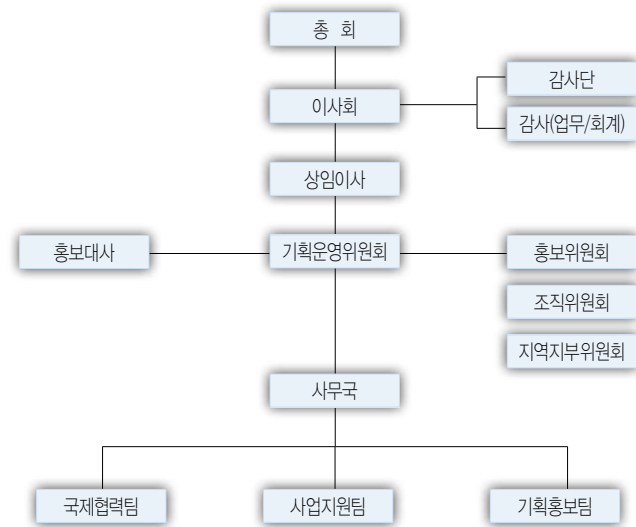 총 회
감사단
이사회
감사(업무/회계)
상임이사
홍보대사
기획운영위원회
홍보위원회
조직위원회
지역지부위원회
사무국
국제협력팀
사업지원팀
기획홍보팀